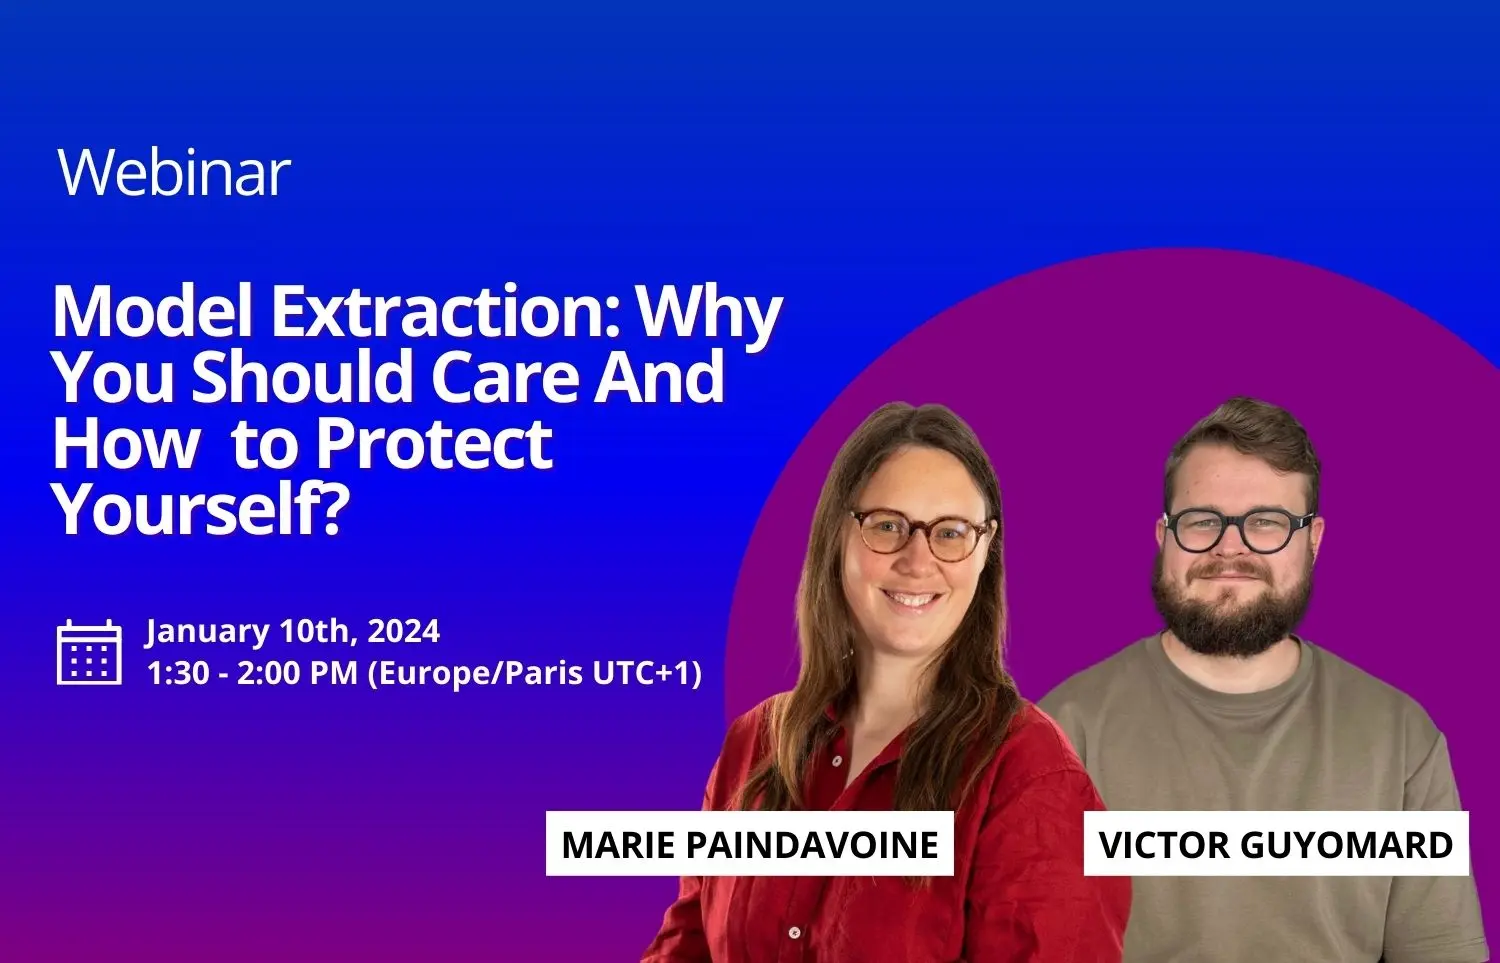 Webinar
Model Extraction: Why
You Should Care And
How  to Protect
Yourself?
January 10th, 2024
1:30 - 2:00 PM (Europe/Paris UTC+1)
MARIE PAINDAVOINE
VICTOR GUYOMARD